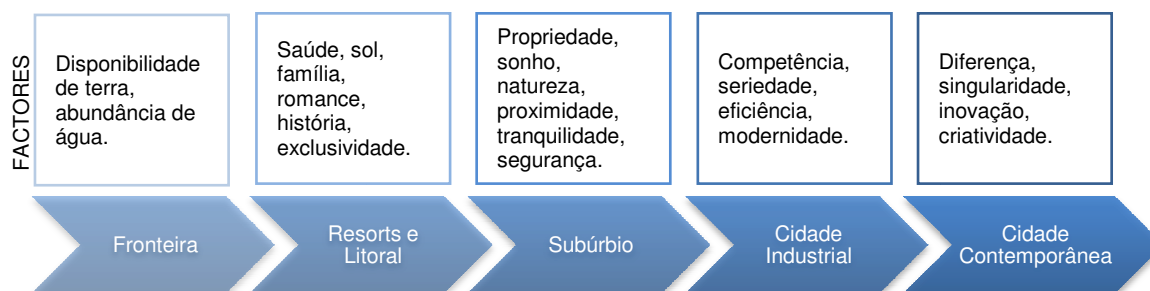 FACTORES
Disponibilidade
de terra,
abundância de
água.
Saúde, sol,
família,
romance,
história,
exclusividade.
Propriedade,
sonho,
natureza,
proximidade,
tranquilidade,
segurança.
Competência,
seriedade,
eficiência,
modernidade.
Diferença,
singularidade,
inovação,
criatividade.
Fronteira
Resorts e
Litoral
Subúrbio
Cidade
Industrial
Cidade
Contemporânea